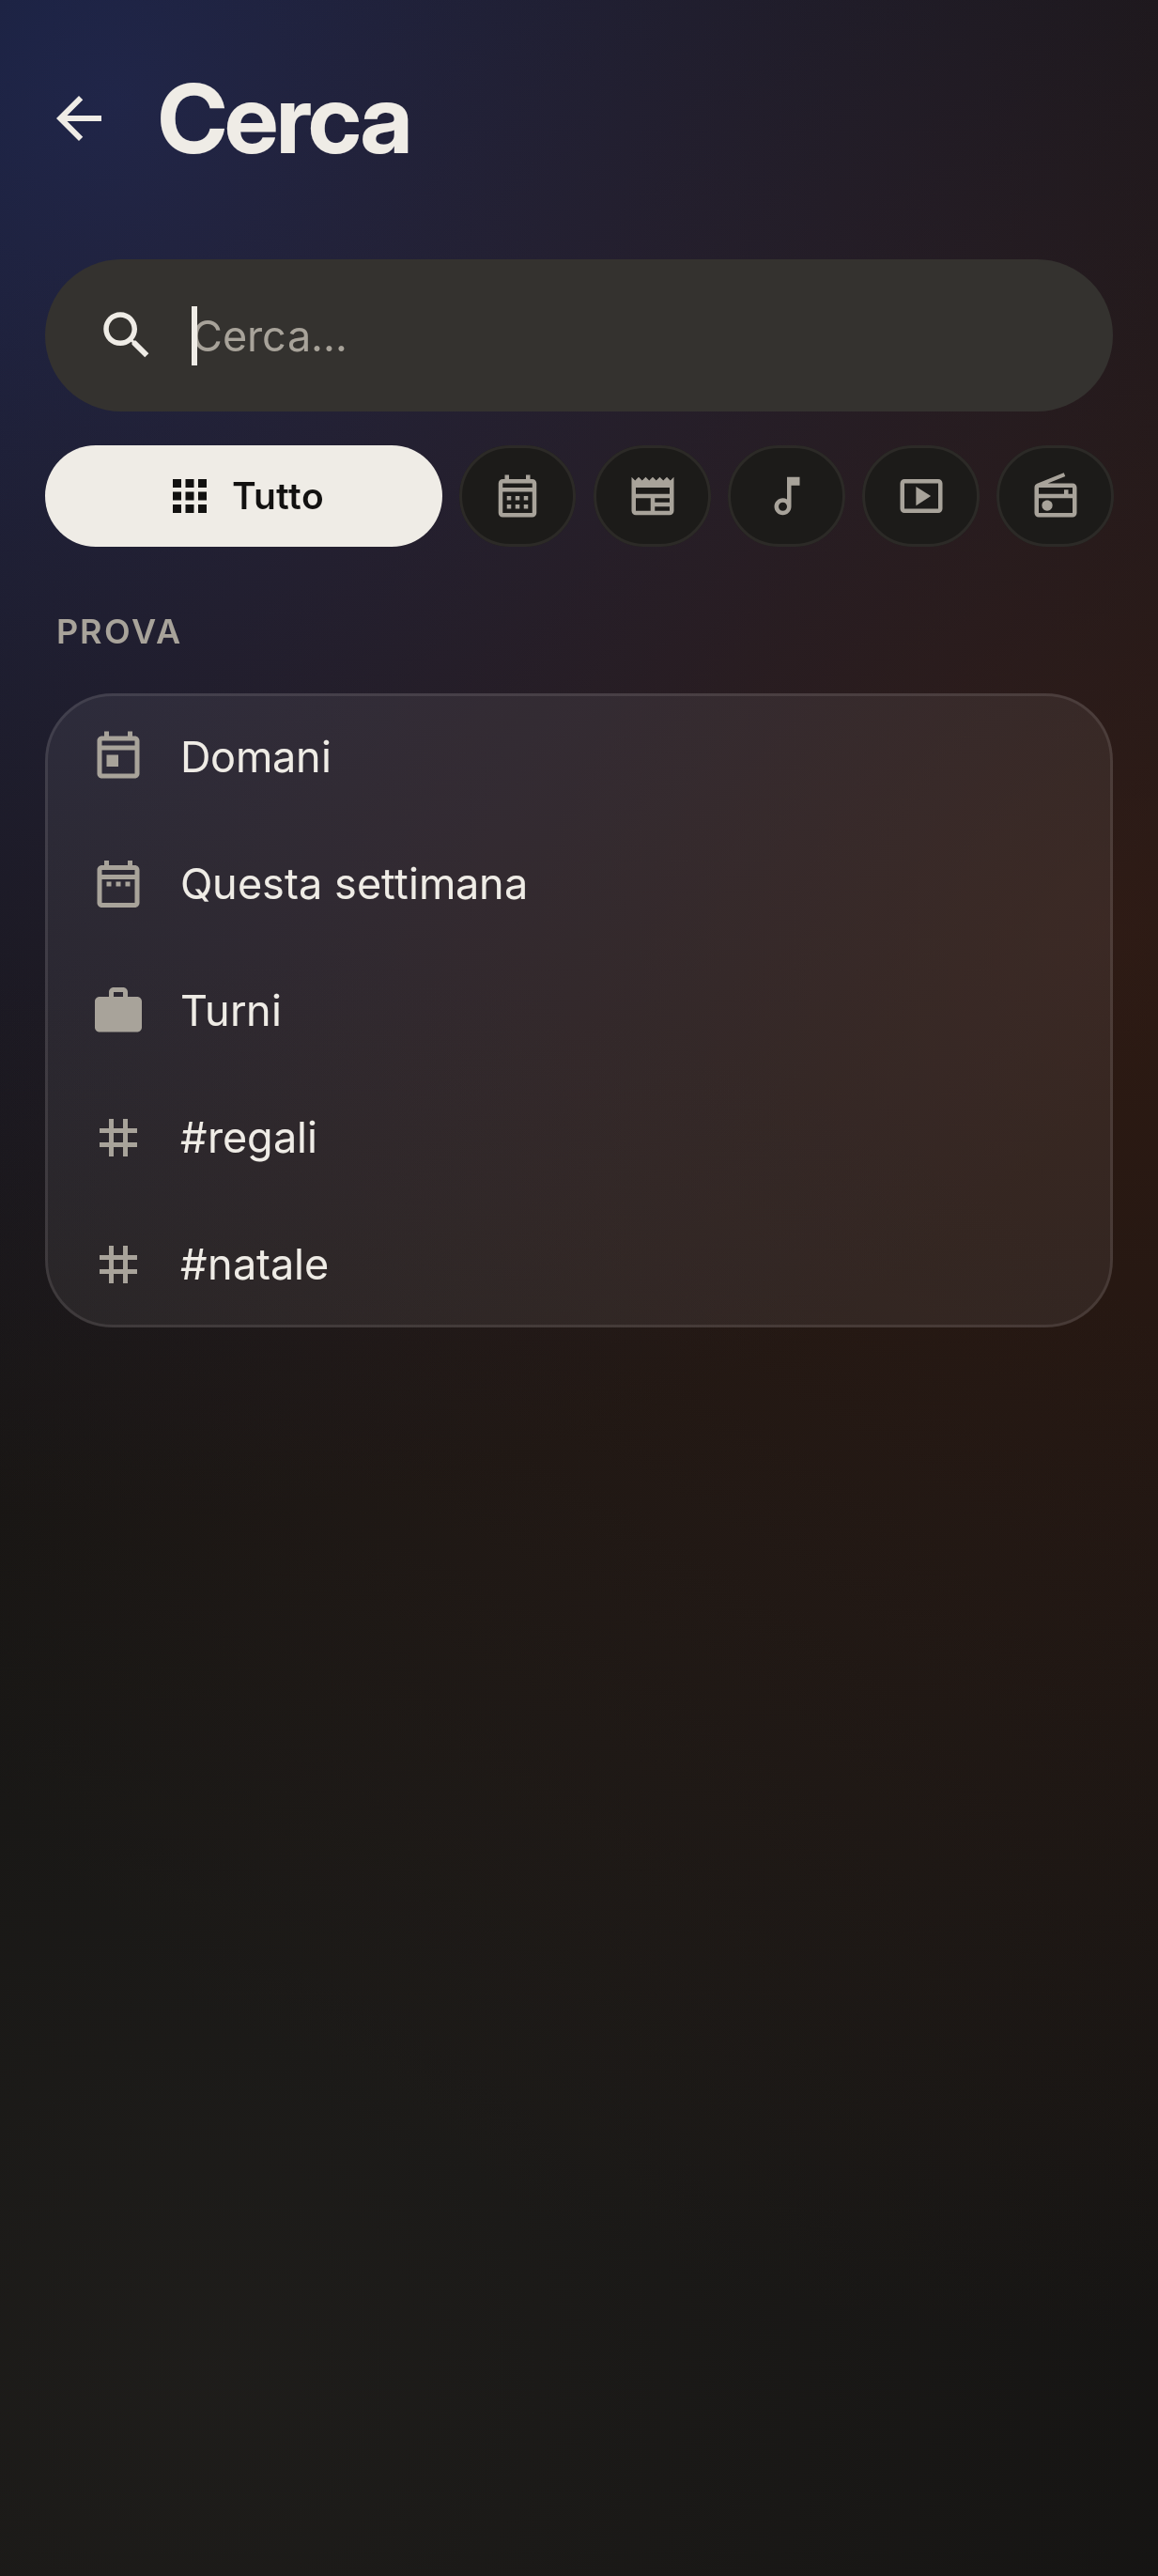 Cerca
Cerca...
Tutto
PROVA
Domani
Questa settimana
Turni
#regali
#natale